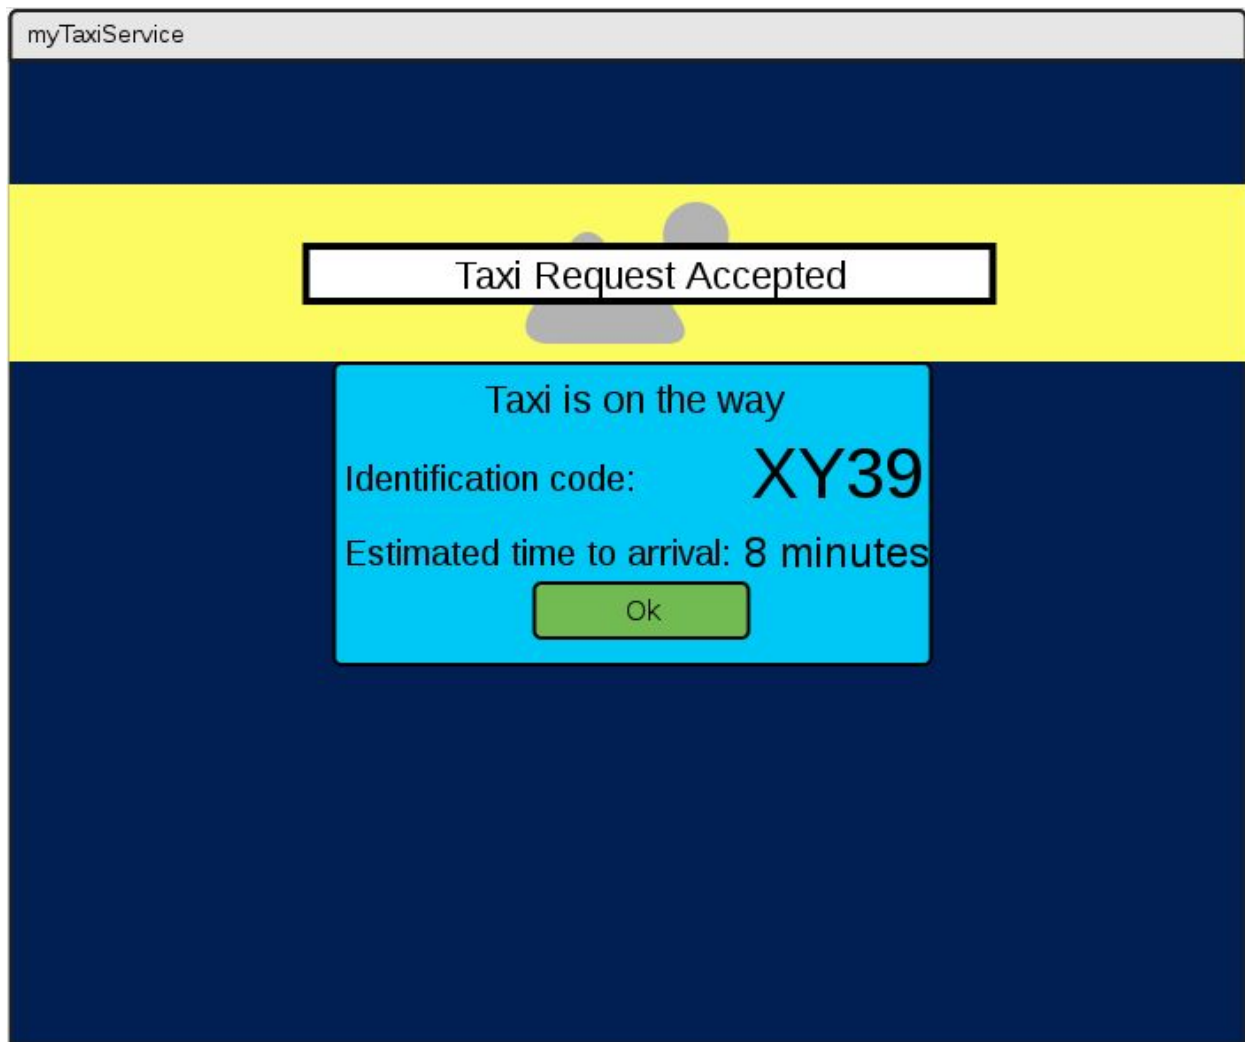 myTaxiService
Taxi Request Accepted
Taxi is on the way
Identification code: XY39
Estimated time to arrival: 8 minutes
Ok